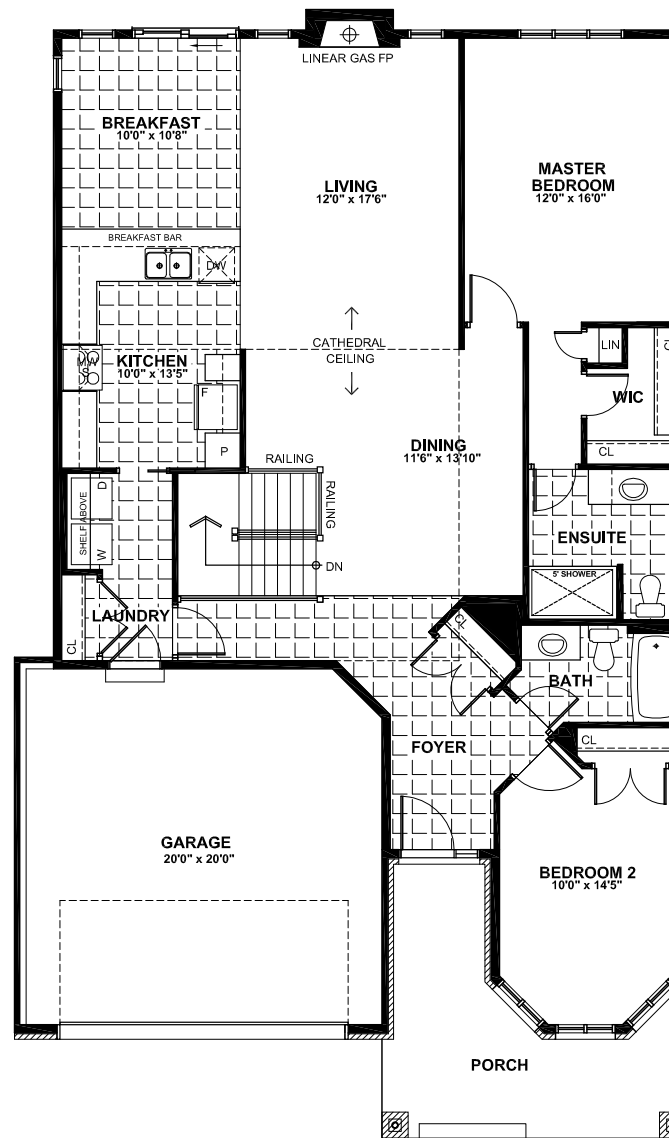 LINEAR GAS FP
BREAKFAST
10'0" x 10'8"
LIVING
12'0" x 17'6"
MASTER
BEDROOM
12'0" x 16'0"
BREAKFAST BAR
DW
CATHEDRAL
CEILING
LIN
MW
KITCHEN
10'0" x 13'5"
F
P
WIC
CL
DINING
11'6" x 13'10"
RAILING
RAILING
SHELF ABOVE
D
W
DN
ENSUITE
5' SHOWER
LAUNDRY
CL
CL
BATH
FOYER
CL
GARAGE
20'0" x 20'0"
BEDROOM 2
10'0" x 14'5"
PORCH